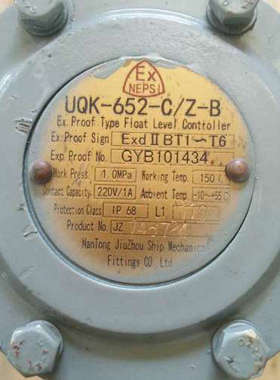 Ex
NEPSI
UQK-652-C/Z-B
Ex.Proof Type Float Level Controller
Ex.Proof Sign ExdⅡBT1～T6
Exp Proof No. GYB101434
Work Press 1.0MPa Working Temp. 150
Contact Capacity 220V/1A Ambient Temp -10~+55℃
Protection Class IP 68 L1
Product No. JZ
NanTong JiuZhou Ship Mechanical
Fittings CO.,Ltd